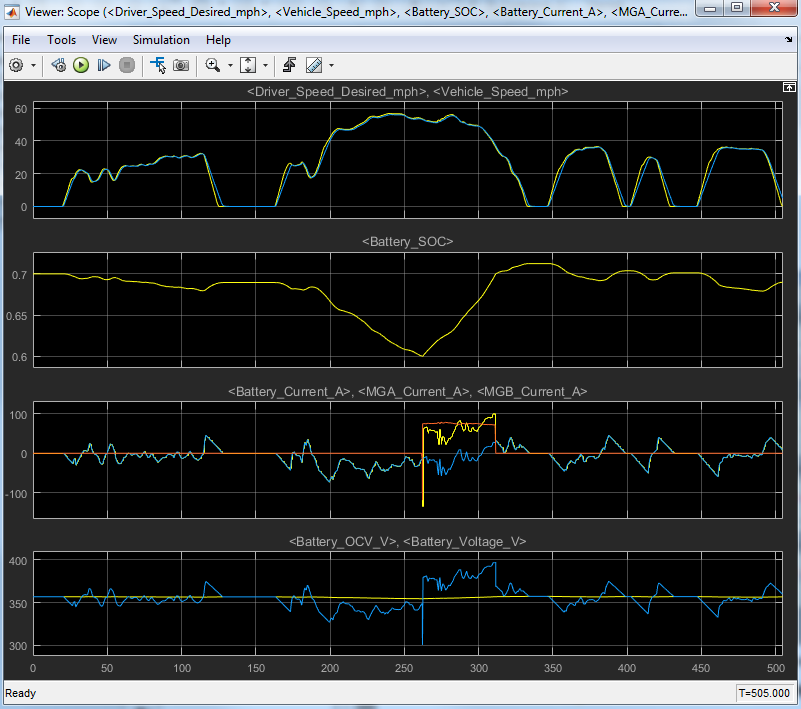 Viewer: Scope (<Driver_Speed_Desired_mph>, <Vehicle_Speed_mph>, <Battery_SOC>, <Battery_Current_A>, <MGA_Curre...
File Tools View Simulation Help
<Driver_Speed_Desired_mph>, <Vehicle_Speed_mph>
60
40
20
0
<Battery_SOC>
0.7
0.65
0.6
<Battery_Current_A>, <MGA_Current_A>, <MGB_Current_A>
100
0
-100
<Battery_OCV_V>, <Battery_Voltage_V>
400
350
300
0 50 100 150 200 250 300 350 400 450 500
Ready T=505.000